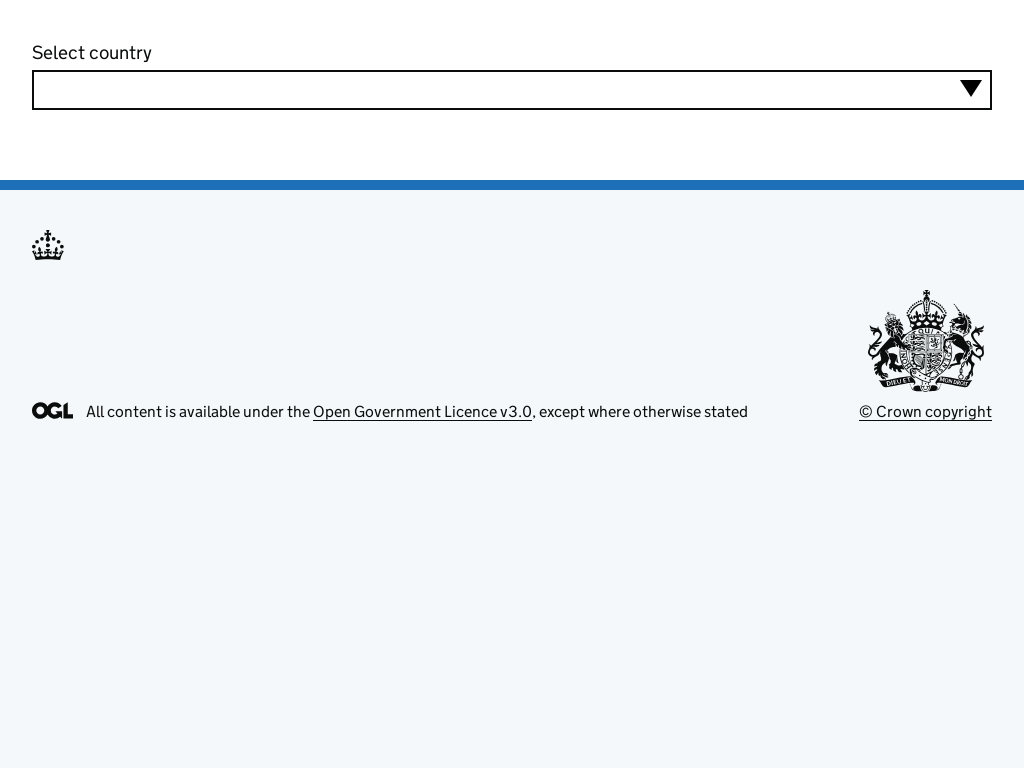 Select country
OGL All content is available under the Open Government Licence v3.0, except where otherwise stated
DIEU ET MON DROIT
© Crown copyright